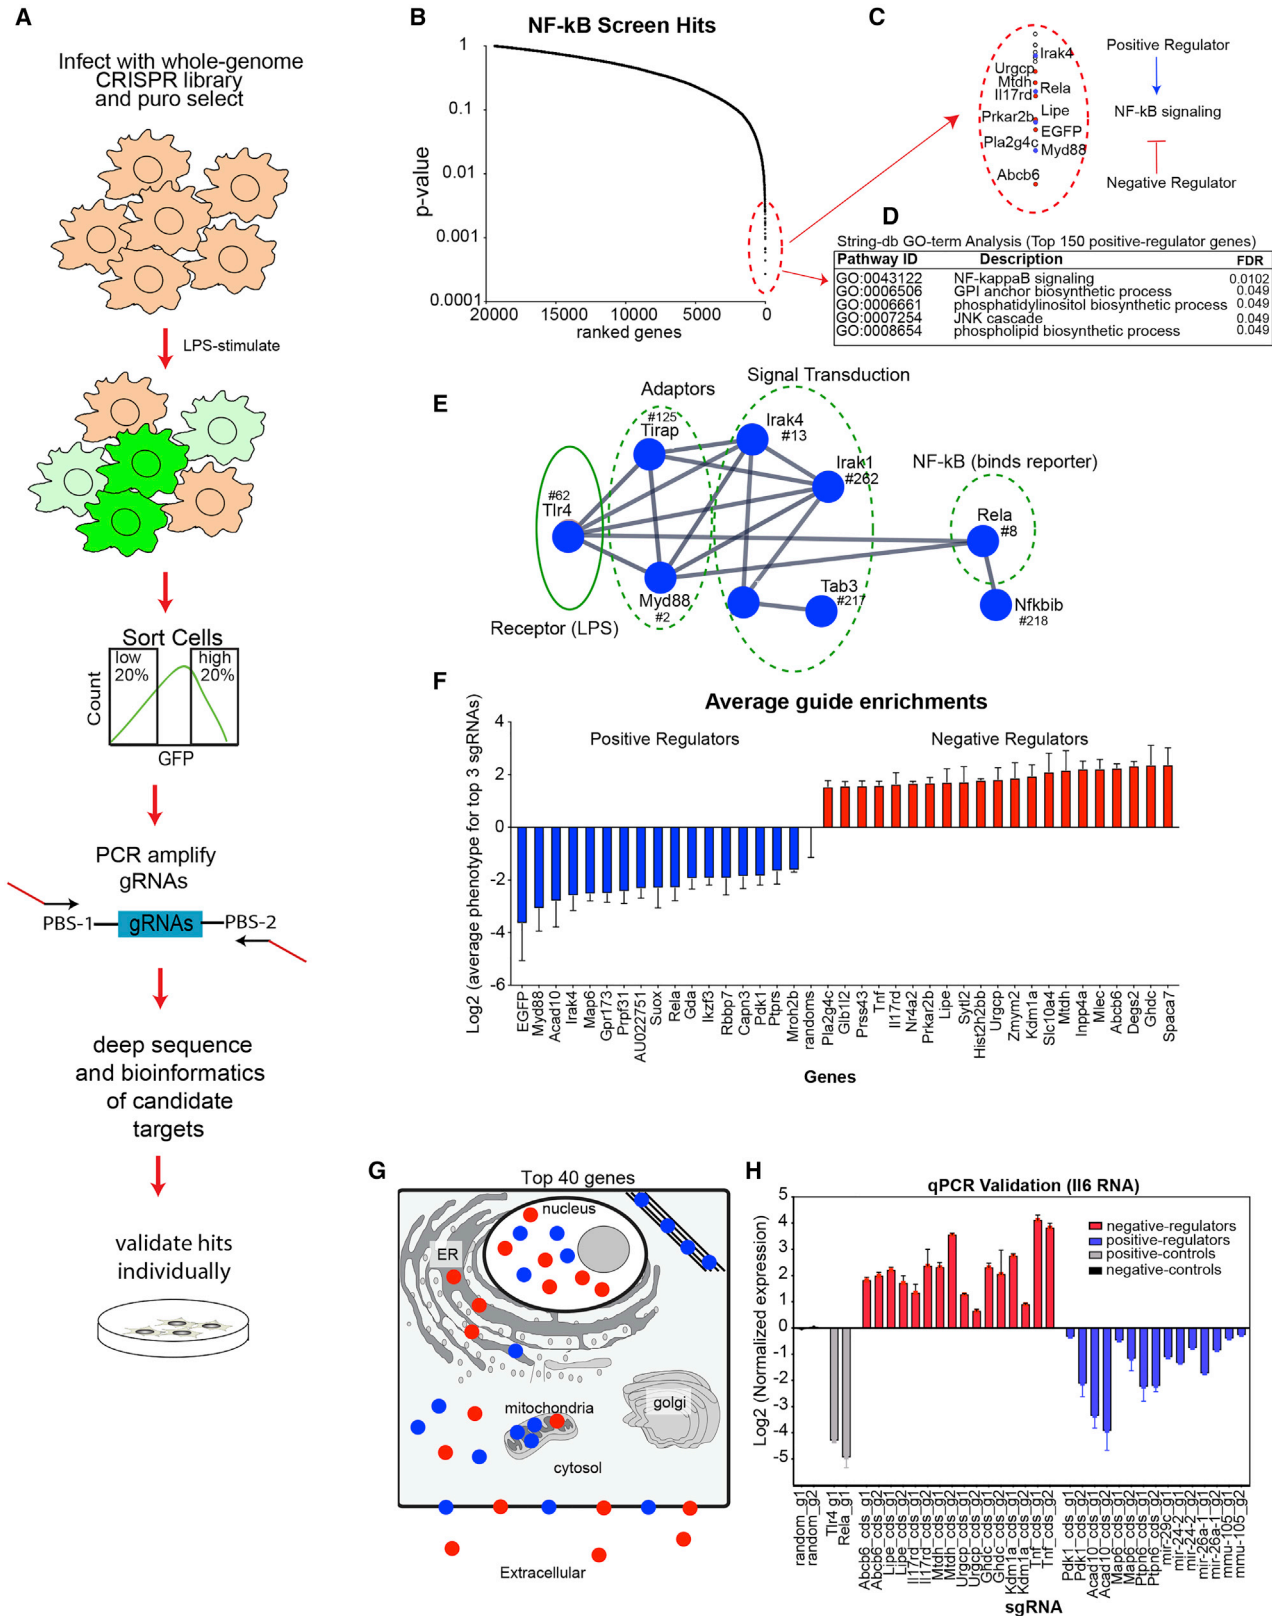 A
Infect with whole-genome
CRISPR library
and puro select
LPS-stimulate
Sort Cells
low
20%
high
20%
Count
GFP
PCR amplify
gRNAs
PBS-1
gRNAs
PBS-2
deep sequence
and bioinformatics
of candidate
targets
validate hits
individually
B
NF-kB Screen Hits
p-value
1
0.1
0.01
0.001
0.0001
20000
15000
10000
5000
0
ranked genes
C
Irak4
Urgcp
Mtdh
Rela
Il17rd
Lipe
Prkar2b
EGFP
Pla2g4c
Myd88
Abcb6
Positive Regulator
NF-kB signaling
Negative Regulator
D
String-db GO-term Analysis (Top 150 positive-regulator genes)
Pathway ID Description FDR
GO:0043122 NF-kappaB signaling 0.0102
GO:0006506 GPI anchor biosynthetic process 0.049
GO:0006661 phosphatidylinositol biosynthetic process 0.049
GO:0007254 JNK cascade 0.049
GO:0008654 phospholipid biosynthetic process 0.049
E
Adaptors
Signal Transduction
NF-kB (binds reporter)
Receptor (LPS)
#62
Tlr4
#125
Tirap
Myd88
#2
Irak4
#13
Irak1
#262
Tab3
#217
Rela
#8
Nfkbib
#218
F
Average guide enrichments
Log2 (average phenotype for top 3 sgRNAs)
Positive Regulators
Negative Regulators
4
2
0
-2
-4
-6
EGFP
Myd88
Acad10
Irak4
Map6
Gpr173
Prpf31
AU022751
Suox
Rela
Gda
Ikzf3
Rbbp7
Capn3
Pdk1
Ptprs
Mroh2b
randoms
Pla2g4c
Glb1l2
Prss43
Tnf
Il17rd
Nr4a2
Prkar2b
Lipe
Sytl2
Hist2h2bb
Urgcp
Zmym2
Kdm1a
Slc10a4
Mtdh
Inpp4a
Mlec
Abcb6
Degs2
Ghdc
Spaca7
Genes
G
Top 40 genes
nucleus
ER
golgi
mitochondria
cytosol
Extracellular
H
qPCR Validation (Il6 RNA)
negative-regulators
positive-regulators
positive-controls
negative-controls
Log2 (Normalized expression)
5
4
3
2
1
0
-1
-2
-3
-4
-5
random_g1
random_g2
Tlr4_g1
Rela_g1
Abcb6_cds_g1
Abcb6_cds_g2
Lipe_cds_g1
Lipe_cds_g2
Il17rd_cds_g1
Il17rd_cds_g2
Mtdh_cds_g1
Mtdh_cds_g2
Urgcp_cds_g1
Urgcp_cds_g2
Ghdc_cds_g1
Ghdc_cds_g2
Kdm1a_cds_g1
Kdm1a_cds_g2
Tnf_cds_g1
Tnf_cds_g2
Pdk1_cds_g1
Pdk1_cds_g2
Acad10_cds_g1
Acad10_cds_g2
Map6_cds_g1
Map6_cds_g2
Ptpn6_cds_g1
Ptpn6_cds_g2
mir-29c_g1
mir-24-2_g1
mir-24-2_g2
mir-26a-1_g1
mir-26a-1_g2
mmu-105_g1
mmu-105_g2
sgRNA